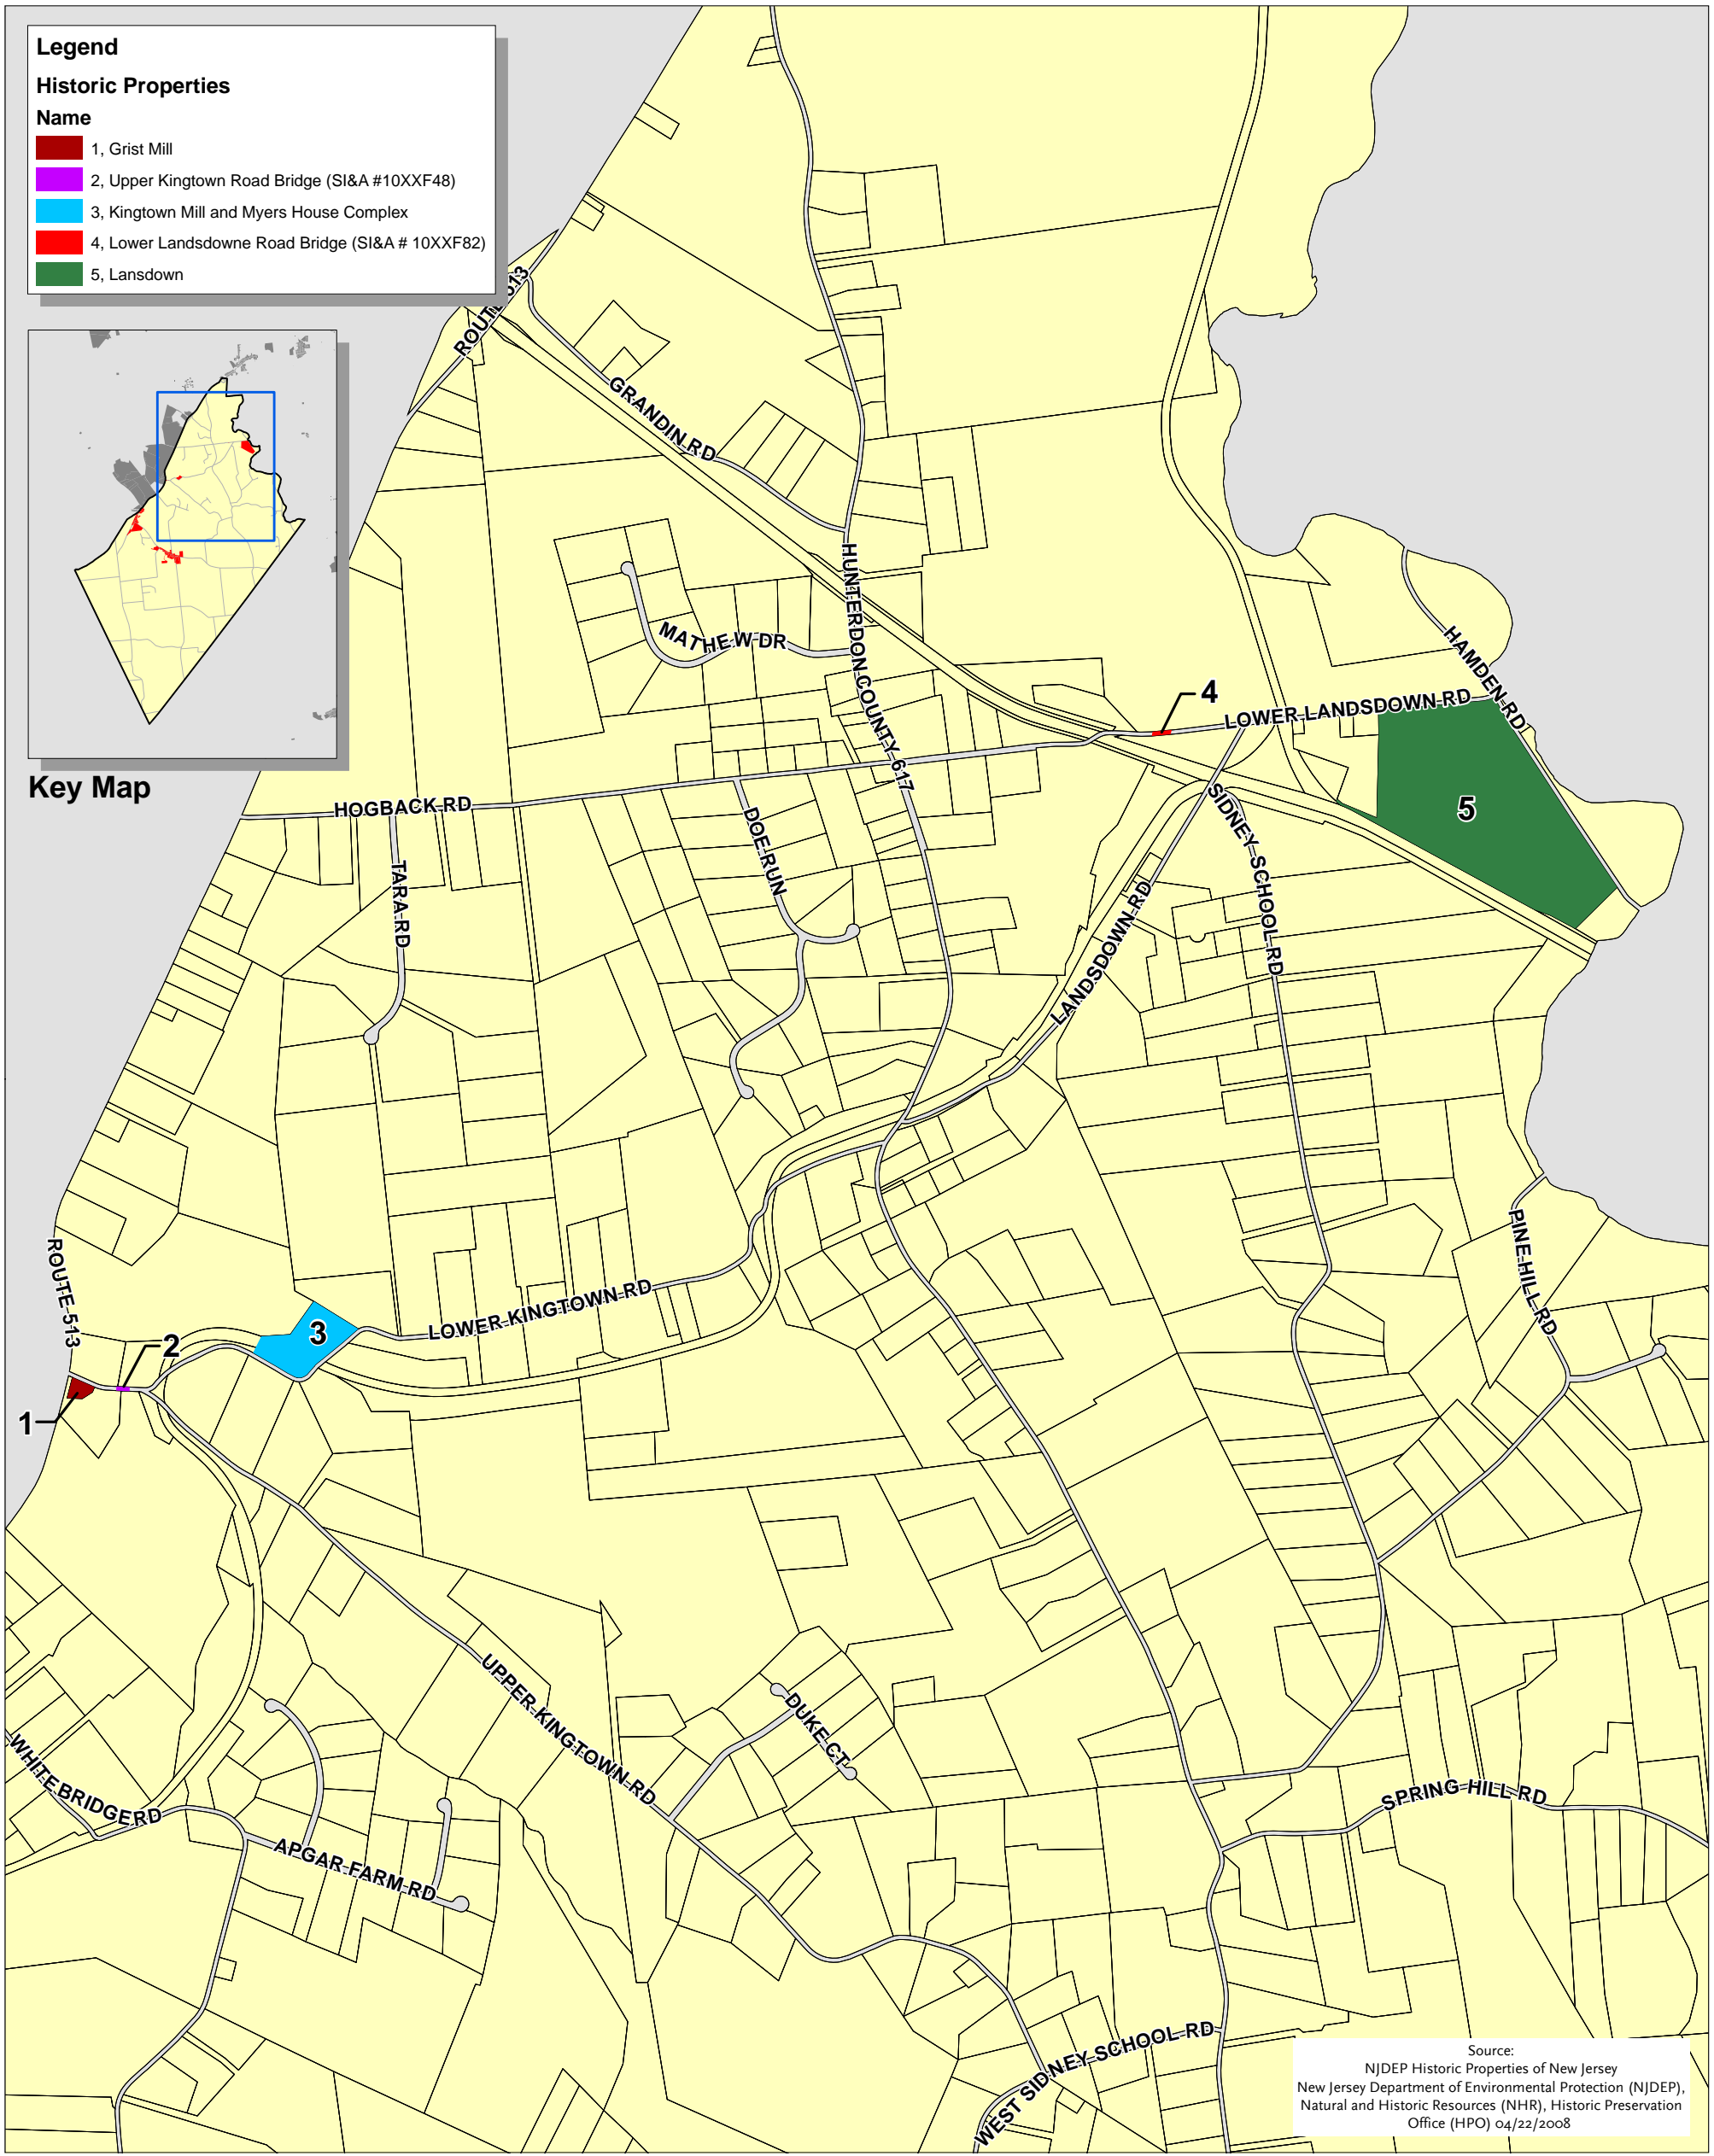 Legend
Historic Properties
Name
1, Grist Mill
2, Upper Kingtown Road Bridge (SI&A #10XXF48)
3, Kingtown Mill and Myers House Complex
4, Lower Landsdowne Road Bridge (SI&A # 10XXF82)
5, Lansdown
Key Map
ROUTE 513
GRANDIN RD
HUNTERDON COUNTY 617
MATHEW DR
HAMDEN RD
4
LOWER LANDSDOWN RD
HOGBACK RD
TARA RD
DOE RUN
SIDNEY SCHOOL RD
5
LANDSDOWN RD
ROUTE 513
PINE HILL RD
LOWER KINGTOWN RD
3
2
1
UPPER KINGTOWN RD
DUKE CT
WHITE BRIDGE RD
APGAR FARM RD
SPRING HILL RD
WEST SIDNEY SCHOOL RD
Source:
NJDEP Historic Properties of New Jersey
New Jersey Department of Environmental Protection (NJDEP),
Natural and Historic Resources (NHR), Historic Preservation
Office (HPO) 04/22/2008